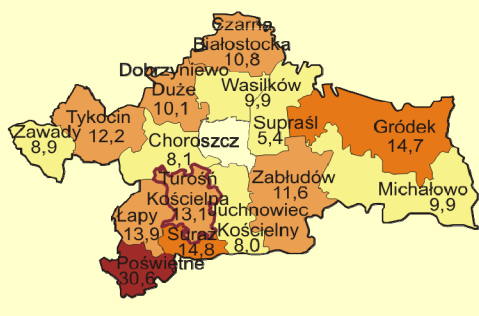 Czarna
Białostocka
10,8
Dobrzyniewo
Duże
10,1
Wasilków
9,9
Tykocin
12,2
Zawady
8,9
Choroszcz
8,1
Supraśl
5,4
Gródek
14,7
Turośń
Kościelna
13,1
Zabłudów
11,6
Michałowo
9,9
Łapy
13,9
Juchnowiec
Kościelny
8,0
Suraż
14,8
Poświętne
30,6